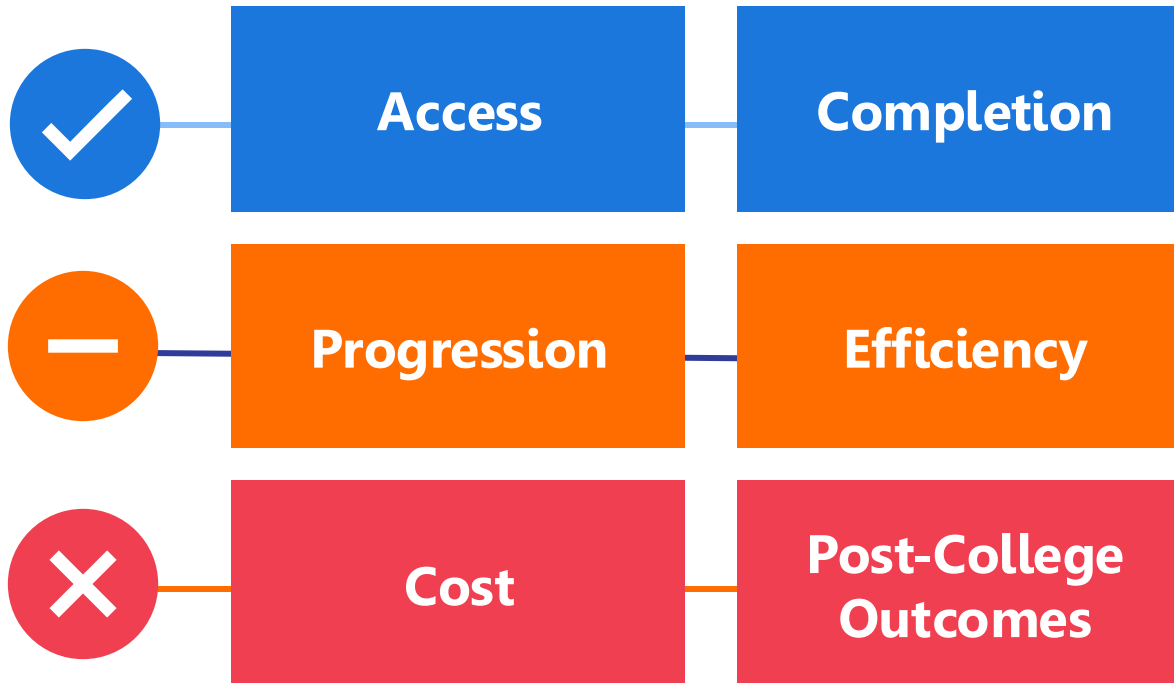 Access
Completion
Progression
Efficiency
Cost
Post-College
Outcomes